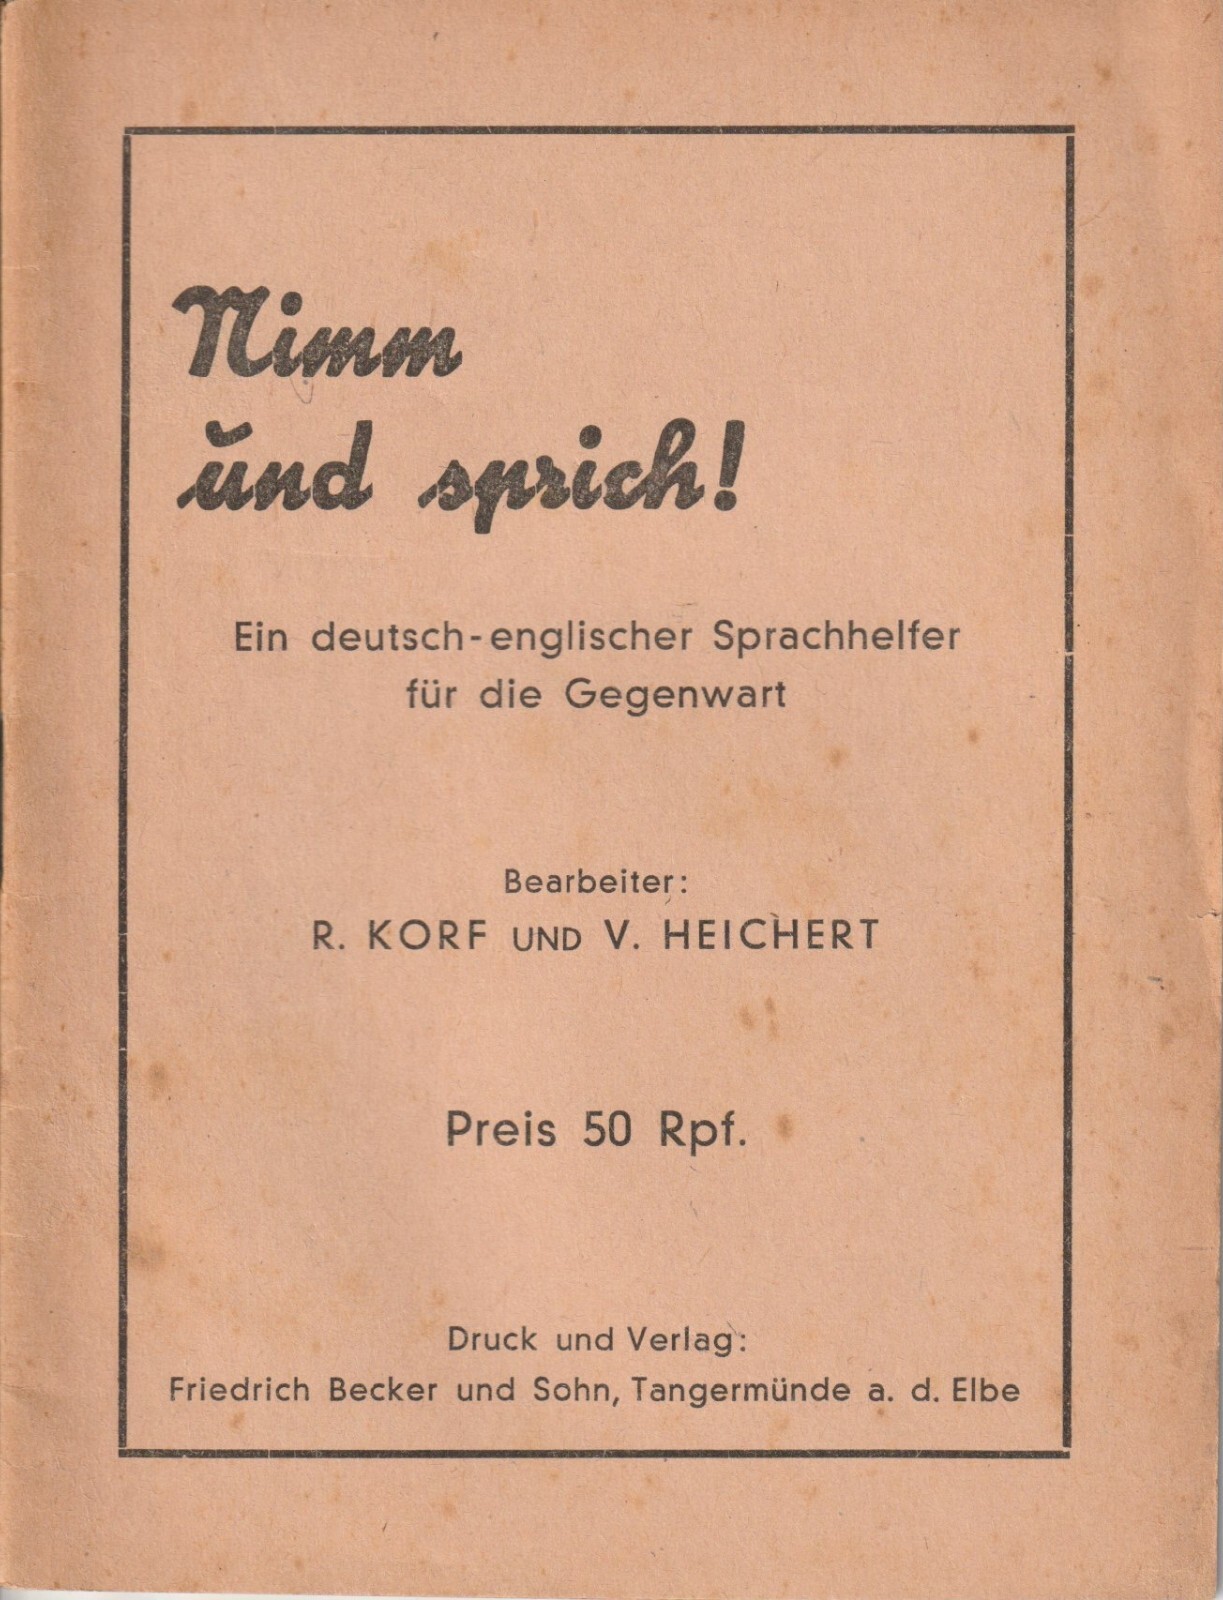 Nimm
und sprich!
Ein deutsch-englischer Sprachhelfer
für die Gegenwart
Bearbeiter:
R. KORF UND V. HEICHERT
Preis 50 Rpf.
Druck und Verlag:
Friedrich Becker und Sohn, Tangermünde a. d. Elbe